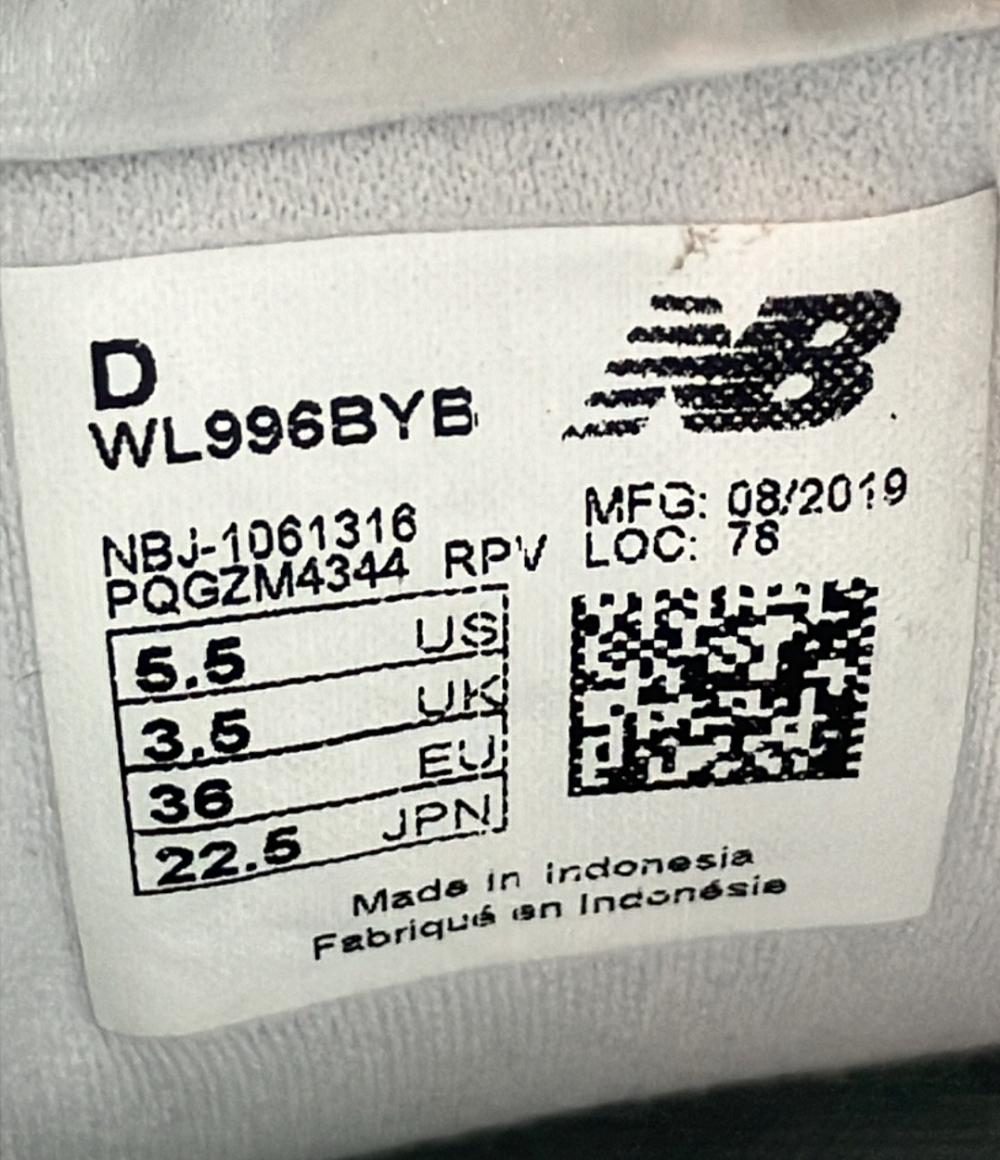 D
WL996BYB
NB
MFG: 08/2019
LOC: 78
NBJ-1061316
PQGZM4344 RPV
5.5 US
3.5 UK
36 EU
22.5 JPN
Made in Indonesia
Fabriqué en Indonésie